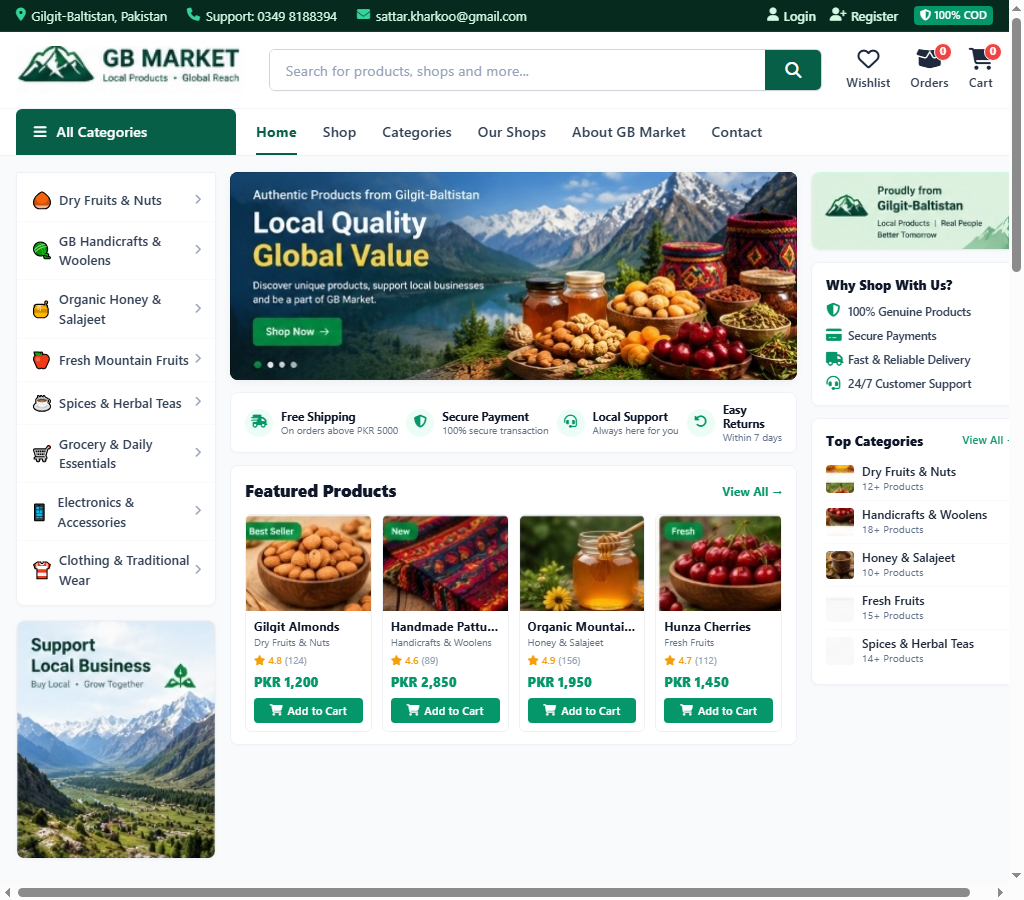 Gilgit-Baltistan, Pakistan
Support: 0349 8188394
sattar.kharkoo@gmail.com
Login
Register
100% COD
GB MARKET
Local Products • Global Reach
Search for products, shops and more...
Wishlist
0
Orders
0
Cart
All Categories
Home
Shop
Categories
Our Shops
About GB Market
Contact
Dry Fruits & Nuts
GB Handicrafts &
Woolens
Organic Honey &
Salajeet
Fresh Mountain Fruits
Spices & Herbal Teas
Grocery & Daily
Essentials
Electronics &
Accessories
Clothing & Traditional
Wear
Support
Local Business
Buy Local • Grow Together
Authentic Products from Gilgit-Baltistan
Local Quality
Global Value
Discover unique products, support local businesses
and be a part of GB Market.
Shop Now →
Free Shipping
On orders above PKR 5000
Secure Payment
100% secure transaction
Local Support
Always here for you
Easy
Returns
Within 7 days
Featured Products
View All →
Best Seller
Gilgit Almonds
Dry Fruits & Nuts
4.8 (124)
PKR 1,200
Add to Cart
New
Handmade Pattu...
Handicrafts & Woolens
4.6 (89)
PKR 2,850
Add to Cart
Organic Mountai...
Honey & Salajeet
4.9 (156)
PKR 1,950
Add to Cart
Fresh
Hunza Cherries
Fresh Fruits
4.7 (112)
PKR 1,450
Add to Cart
Proudly from
Gilgit-Baltistan
Local Products | Real People
Better Tomorrow
Why Shop With Us?
100% Genuine Products
Secure Payments
Fast & Reliable Delivery
24/7 Customer Support
Top Categories
View All
Dry Fruits & Nuts
12+ Products
Handicrafts & Woolens
18+ Products
Honey & Salajeet
10+ Products
Fresh Fruits
15+ Products
Spices & Herbal Teas
14+ Products